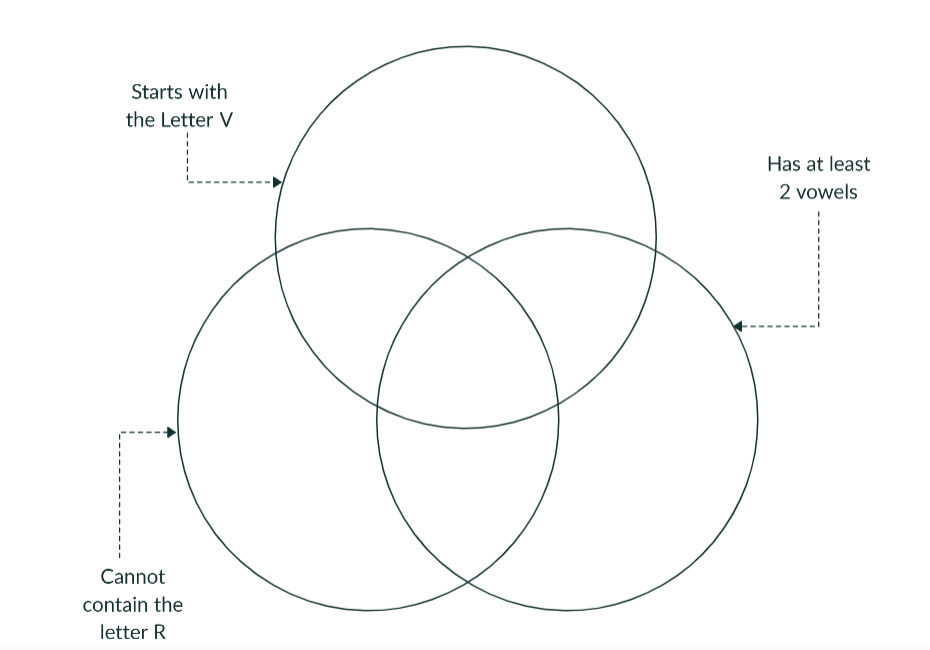 Starts with
the Letter V
Has at least
2 vowels
Cannot
contain the
letter R